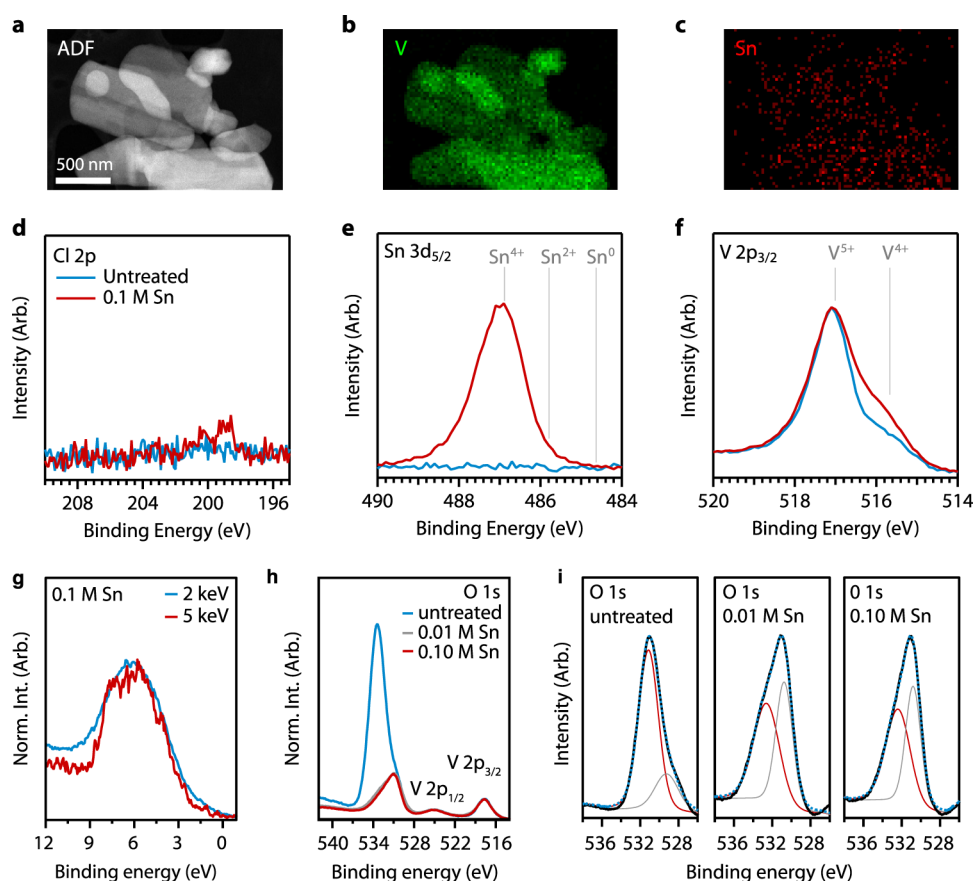 a
ADF
500 nm
b
V
c
Sn
d
Cl 2p
Untreated
0.1 M Sn
Intensity (Arb.)
208 204 200 196
Binding Energy (eV)
e
Sn 3d5/2
Sn4+ Sn2+ Sn0
Intensity (Arb.)
490 488 486 484
Binding Energy (eV)
f
V 2p3/2
V5+ V4+
Intensity (Arb.)
520 518 516 514
Binding Energy (eV)
g
0.1 M Sn
2 keV
5 keV
Norm. Int. (Arb.)
12 9 6 3 0
Binding energy (eV)
h
O 1s
untreated
0.01 M Sn
0.10 M Sn
V 2p3/2
V 2p1/2
Norm. Int. (Arb.)
540 534 528 522 516
Binding energy (eV)
i
O 1s
untreated
O 1s
0.01 M Sn
O 1s
0.10 M Sn
Intensity (Arb.)
536 532 528 536 532 528 536 532 528
Binding energy (eV)